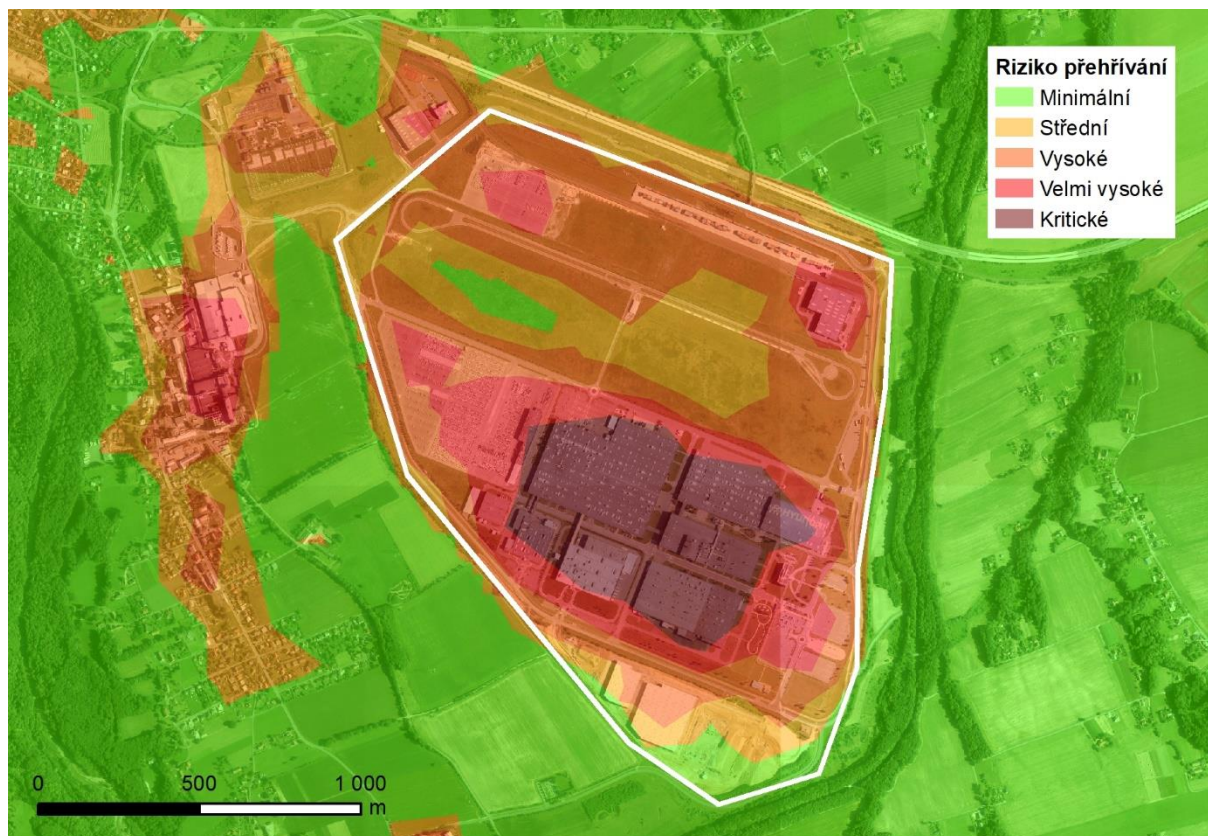 Riziko přehřívání
Minimální
Střední
Vysoké
Velmi vysoké
Kritické
0 500 1 000
m